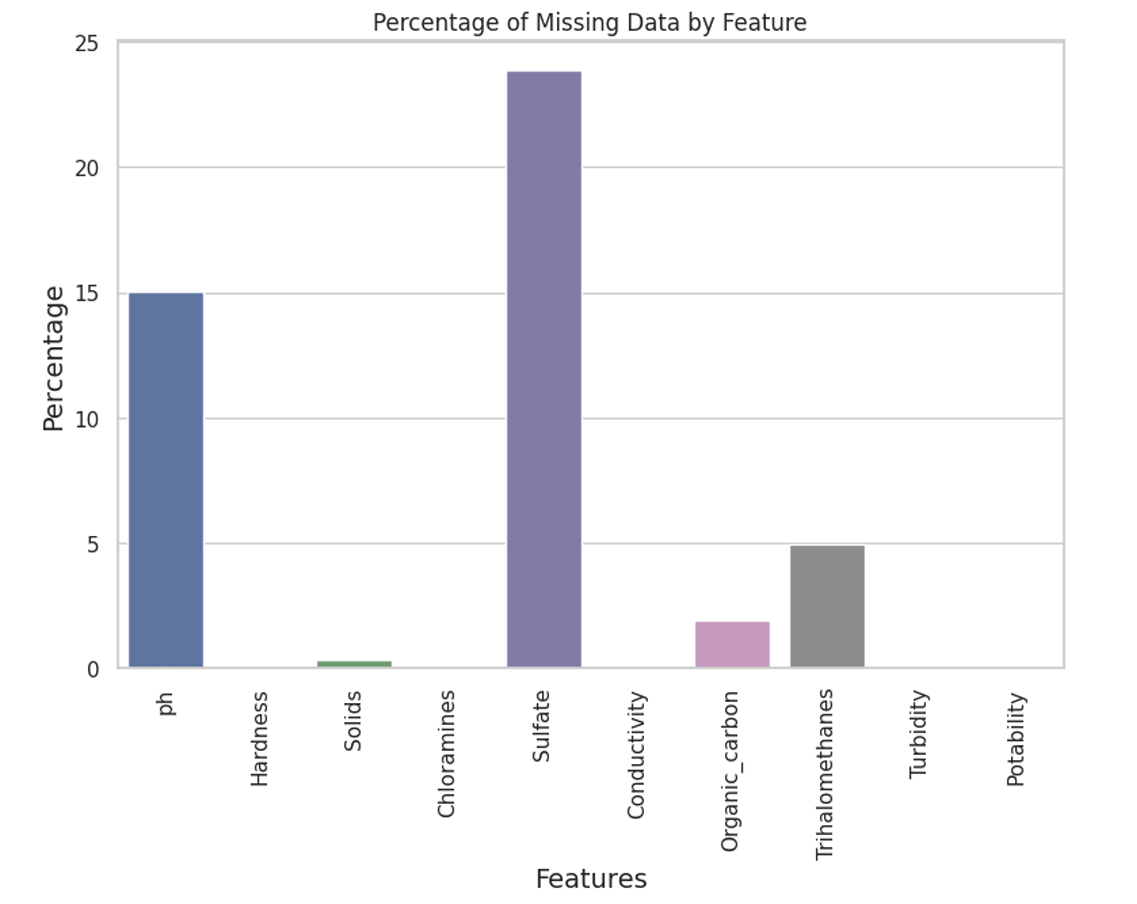 Percentage of Missing Data by Feature
25
20
15
10
5
0
Percentage
ph
Hardness
Solids
Chloramines
Sulfate
Conductivity
Organic_carbon
Trihalomethanes
Turbidity
Potability
Features